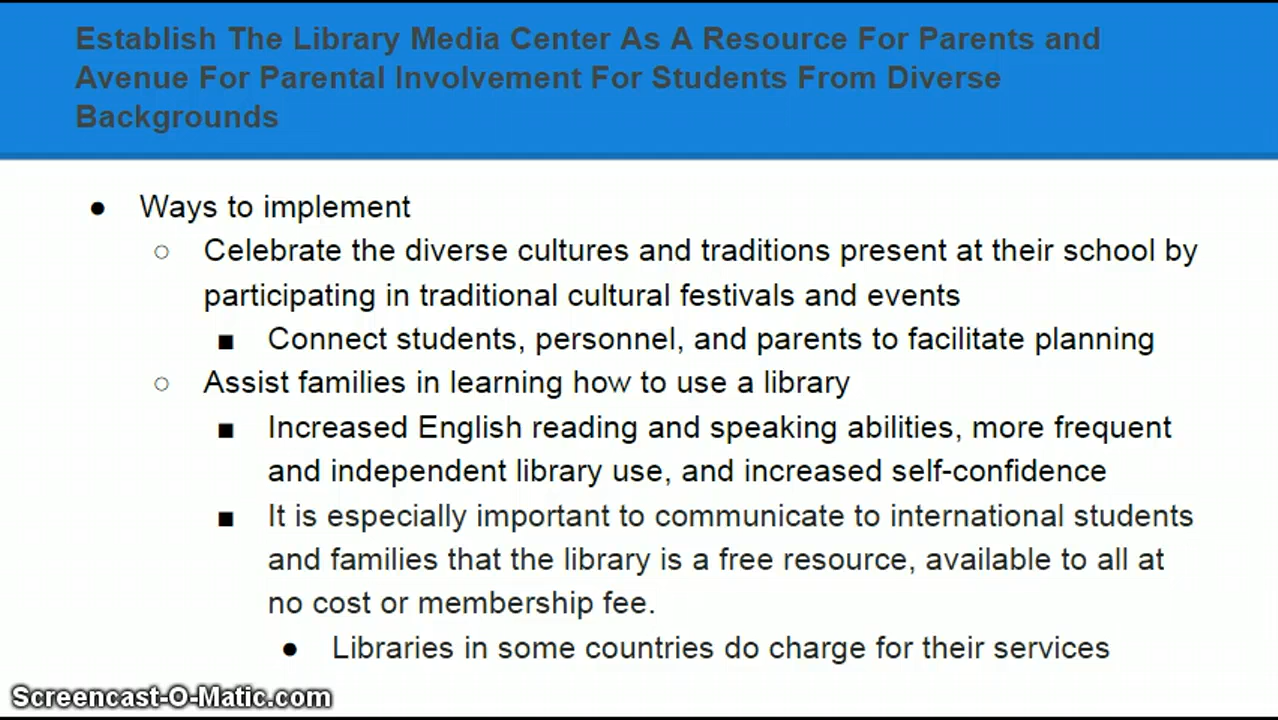 Establish The Library Media Center As A Resource For Parents and
Avenue For Parental Involvement For Students From Diverse
Backgrounds
● Ways to implement
○ Celebrate the diverse cultures and traditions present at their school by
participating in traditional cultural festivals and events
■ Connect students, personnel, and parents to facilitate planning
○ Assist families in learning how to use a library
■ Increased English reading and speaking abilities, more frequent
and independent library use, and increased self-confidence
■ It is especially important to communicate to international students
and families that the library is a free resource, available to all at
no cost or membership fee.
● Libraries in some countries do charge for their services
Screencast-O-Matic.com